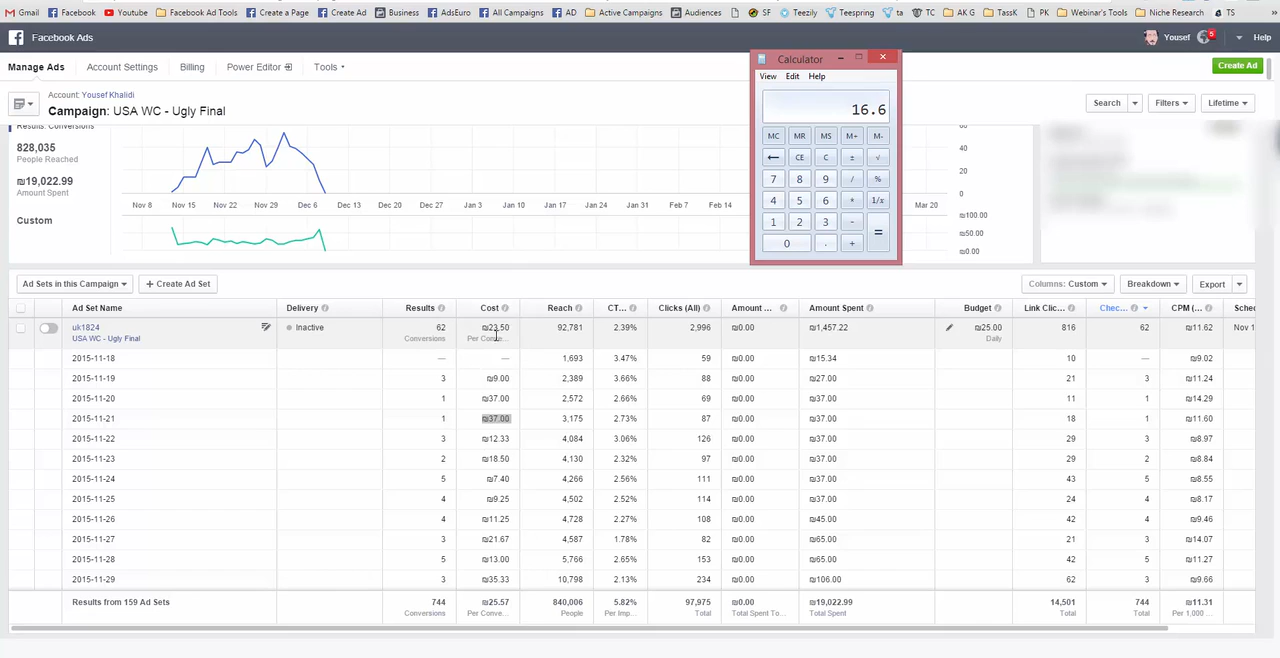 Gmail Facebook YouTube Facebook Ad Tools Create a Page Create Ad Business AdsEuro All Campaigns AD Active Campaigns Audiences SF Teezily Teespring ta TC AK G TassK PK Webinar's Tools Niche Research TS »
Facebook Ads Yousef 5 Help
Manage Ads Account Settings Billing Power Editor Tools Create Ad
Account: Yousef Khalidi
Campaign: USA WC - Ugly Final Search Filters Lifetime
Results: Conversions
828,035
People Reached
₪19,022.99
Amount Spent
Custom
60
40
20
0
Nov 8 Nov 15 Nov 22 Nov 29 Dec 6 Dec 13 Dec 20 Dec 27 Jan 3 Jan 10 Jan 17 Jan 24 Jan 31 Feb 7 Feb 14 Mar 20
₪100.00
₪50.00
₪0.00
Calculator
View Edit Help
16.6
MC MR MS M+ M-
← CE C ± √
7 8 9 / %
4 5 6 * 1/x
1 2 3 - =
0 . +
Ad Sets in this Campaign + Create Ad Set Columns: Custom Breakdown Export
Ad Set Name Delivery Results Cost Reach CT... Clicks (All) Amount ... Amount Spent Budget Link Clic... Chec... CPM (... Sched
uk1824 Inactive 62 ₪23.50 92,781 2.39% 2,996 ₪0.00 ₪1,457.22 ₪25.00 816 62 ₪11.62 Nov 1
USA WC - Ugly Final Conversions Per Conve... Daily
2015-11-18 — — 1,693 3.47% 59 ₪0.00 ₪15.34 10 — ₪9.02
2015-11-19 3 ₪9.00 2,389 3.66% 88 ₪0.00 ₪27.00 21 3 ₪11.24
2015-11-20 1 ₪37.00 2,572 2.66% 69 ₪0.00 ₪37.00 11 1 ₪14.29
2015-11-21 1 ₪37.00 3,175 2.73% 87 ₪0.00 ₪37.00 18 1 ₪11.60
2015-11-22 3 ₪12.33 4,084 3.06% 126 ₪0.00 ₪37.00 29 3 ₪8.97
2015-11-23 2 ₪18.50 4,130 2.32% 97 ₪0.00 ₪37.00 29 2 ₪8.84
2015-11-24 5 ₪7.40 4,266 2.56% 111 ₪0.00 ₪37.00 43 5 ₪8.55
2015-11-25 4 ₪9.25 4,502 2.52% 114 ₪0.00 ₪37.00 24 4 ₪8.17
2015-11-26 4 ₪11.25 4,728 2.27% 108 ₪0.00 ₪45.00 42 4 ₪9.46
2015-11-27 3 ₪21.67 4,587 1.78% 82 ₪0.00 ₪65.00 21 3 ₪14.07
2015-11-28 5 ₪13.00 5,766 2.65% 153 ₪0.00 ₪65.00 42 5 ₪11.27
2015-11-29 3 ₪35.33 10,798 2.13% 234 ₪0.00 ₪106.00 62 3 ₪9.66
Results from 159 Ad Sets 744 ₪25.57 840,006 5.82% 97,975 ₪0.00 ₪19,022.99 14,501 744 ₪11.31
Conversions Per Conve... People Per Imp... Total Total Spent To... Total Spent Total Total Per 1,000 ...